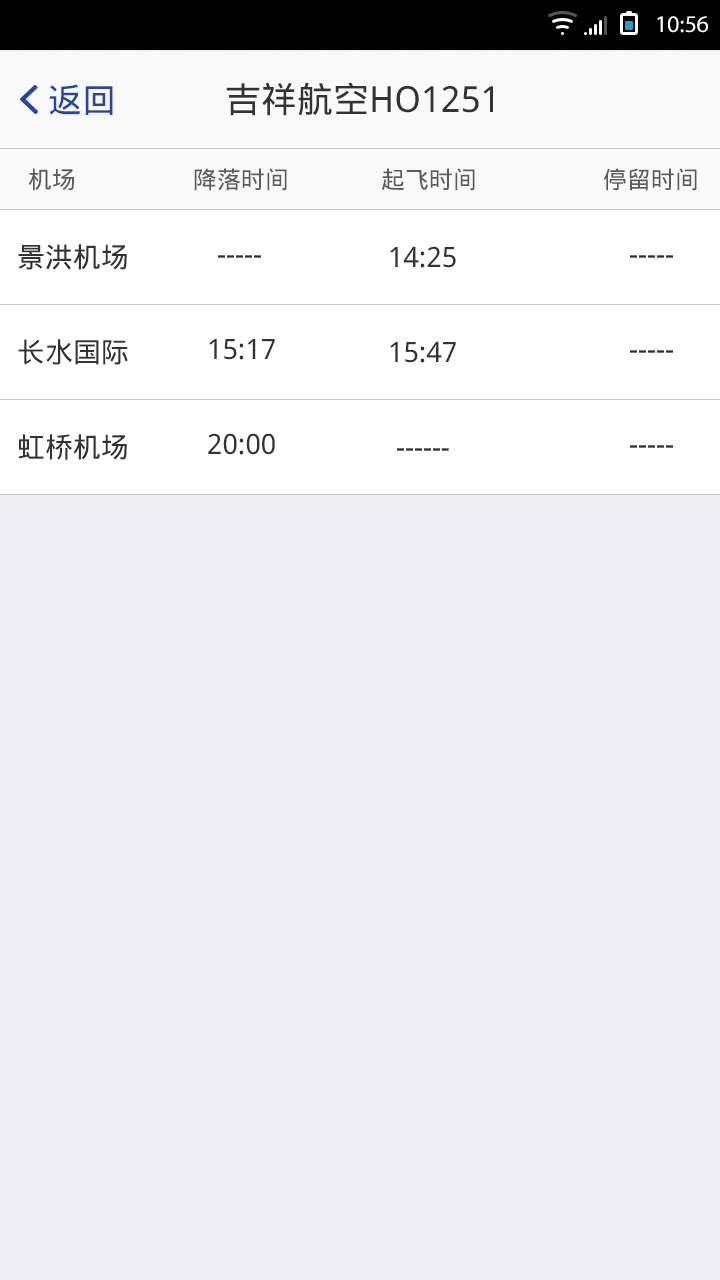 10:56
返回 吉祥航空HO1251
机场 降落时间 起飞时间 停留时间
景洪机场 ----- 14:25 -----
长水国际 15:17 15:47 -----
虹桥机场 20:00 ------ -----